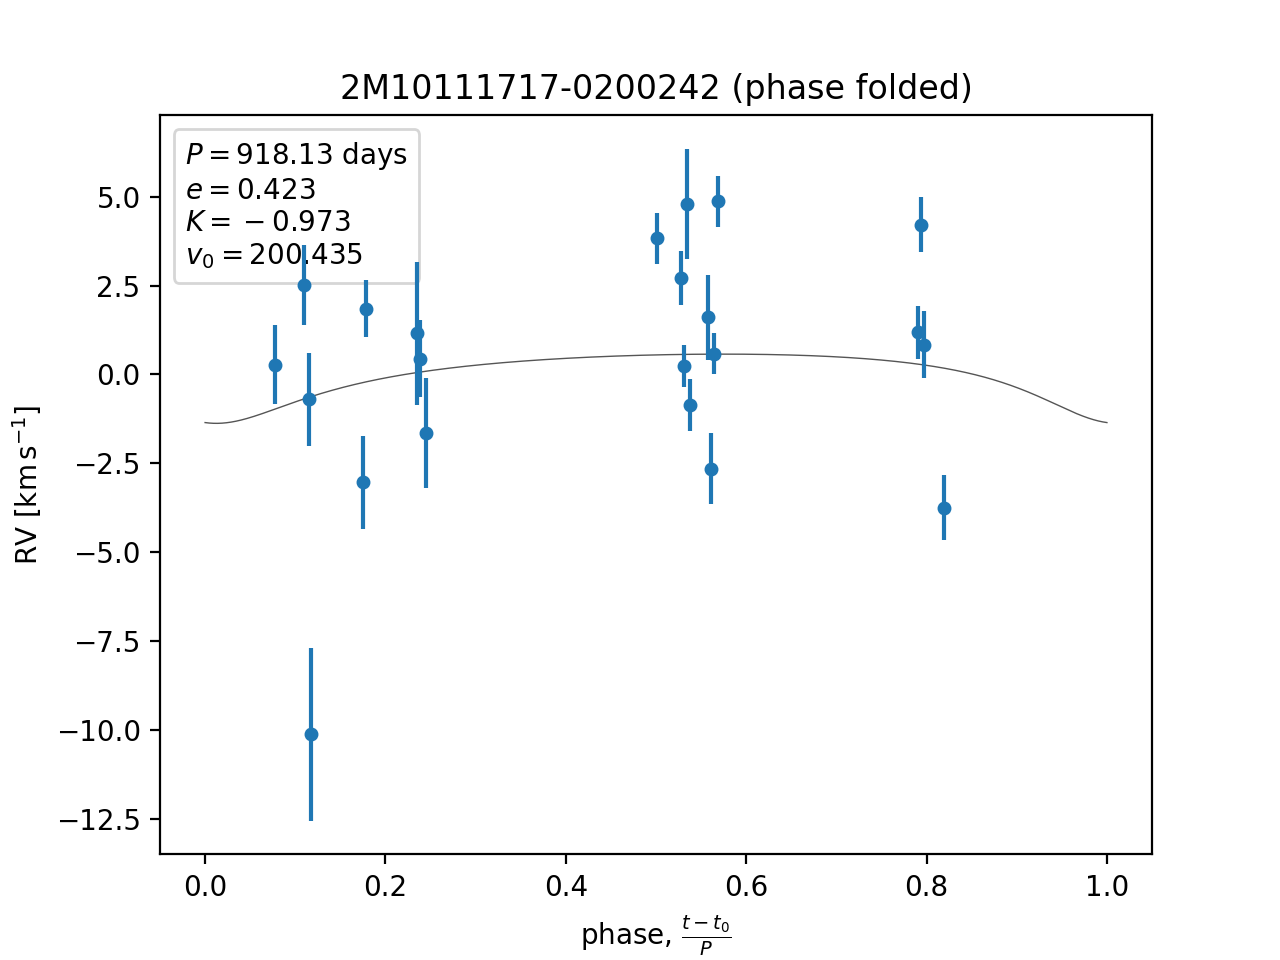 2M10111717-0200242 (phase folded)
P = 918.13 days
e = 0.423
K = −0.973
v₀ = 200.435
5.0
2.5
0.0
−2.5
−5.0
−7.5
−10.0
−12.5
RV [km s⁻¹]
0.0 0.2 0.4 0.6 0.8 1.0
phase, (t − t₀)/P